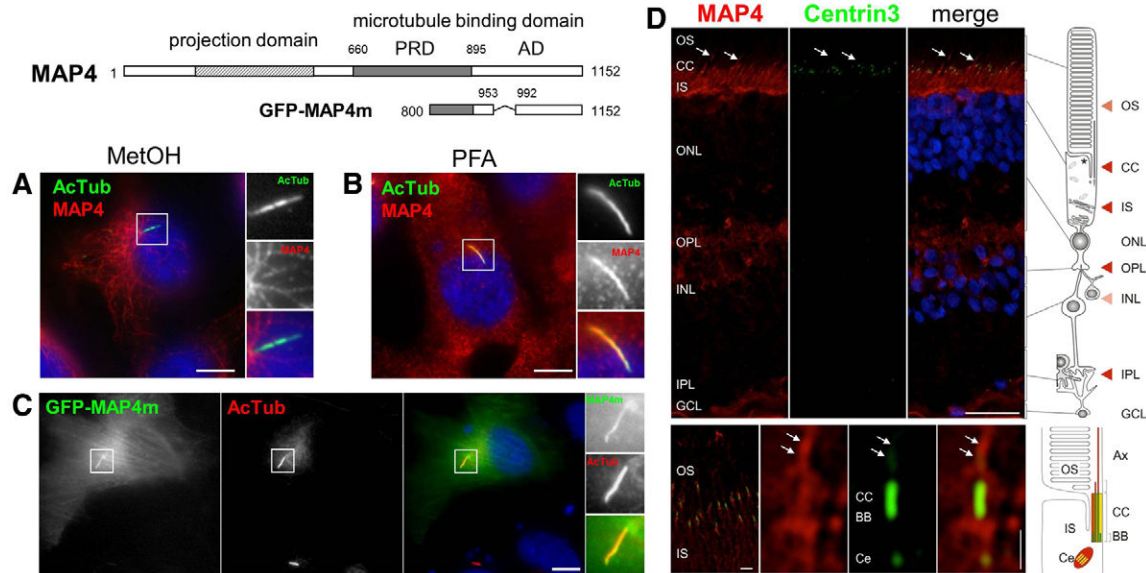 microtubule binding domain
projection domain
660 PRD 895 AD
MAP4 1 1152
953 992
GFP-MAP4m 800 1152
MetOH
PFA
A
AcTub
MAP4
AcTub
MAP4
B
AcTub
MAP4
AcTub
MAP4
C
GFP-MAP4m
AcTub
MAP4m
AcTub
D
MAP4
Centrin3
merge
OS
CC
IS
ONL
OPL
INL
IPL
GCL
*
OS
CC
IS
ONL
OPL
INL
IPL
GCL
OS
IS
CC
BB
Ce
OS
IS
Ce
Ax
CC
BB